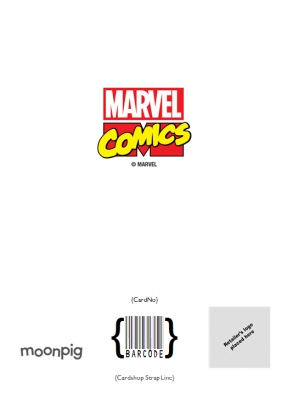 MARVEL
COMICS
© MARVEL
{CardNo}
{BARCODE}
moonpig
Retailer's logo
placed here
{Cardshop Strap Line}